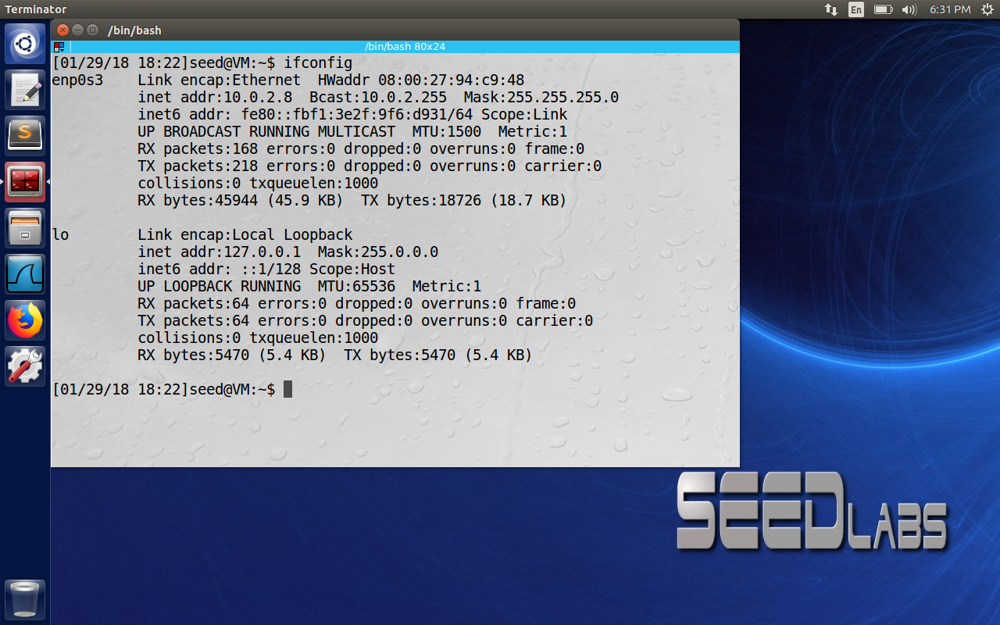 Terminator
En
6:31 PM
/bin/bash
/bin/bash 80x24
[01/29/18 18:22]seed@VM:~$ ifconfig
enp0s3    Link encap:Ethernet  HWaddr 08:00:27:94:c9:48
          inet addr:10.0.2.8  Bcast:10.0.2.255  Mask:255.255.255.0
          inet6 addr: fe80::fbf1:3e2f:9f6:d931/64 Scope:Link
          UP BROADCAST RUNNING MULTICAST  MTU:1500  Metric:1
          RX packets:168 errors:0 dropped:0 overruns:0 frame:0
          TX packets:218 errors:0 dropped:0 overruns:0 carrier:0
          collisions:0 txqueuelen:1000
          RX bytes:45944 (45.9 KB)  TX bytes:18726 (18.7 KB)
lo        Link encap:Local Loopback
          inet addr:127.0.0.1  Mask:255.0.0.0
          inet6 addr: ::1/128 Scope:Host
          UP LOOPBACK RUNNING  MTU:65536  Metric:1
          RX packets:64 errors:0 dropped:0 overruns:0 frame:0
          TX packets:64 errors:0 dropped:0 overruns:0 carrier:0
          collisions:0 txqueuelen:1000
          RX bytes:5470 (5.4 KB)  TX bytes:5470 (5.4 KB)
[01/29/18 18:22]seed@VM:~$
SEEDLABS